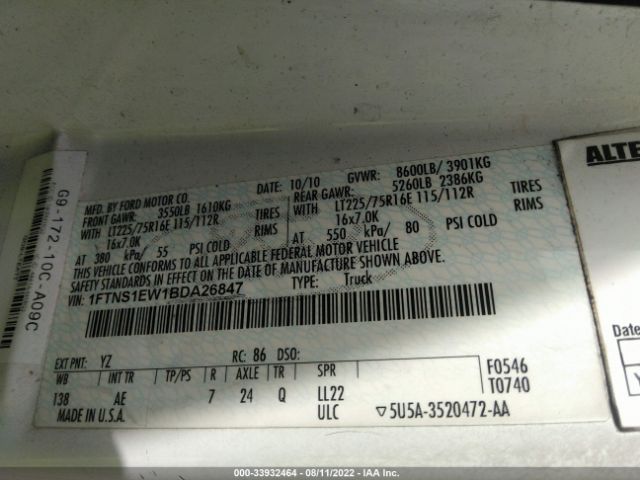 G9-172-10C-A09C
MFD. BY FORD MOTOR CO.
DATE: 10/10 GVWR: 8600LB/ 3901KG
FRONT GAWR: 3550LB 1610KG
REAR GAWR: 5260LB 2386KG
WITH LT225/75R16E 115/112R TIRES
WITH LT225/75R16E 115/112R TIRES
16x7.0K RIMS
16x7.0K RIMS
AT 380 kPa/ 55 PSI COLD
AT 550 kPa/ 80 PSI COLD
THIS VEHICLE CONFORMS TO ALL APPLICABLE FEDERAL MOTOR VEHICLE
SAFETY STANDARDS IN EFFECT ON THE DATE OF MANUFACTURE SHOWN ABOVE.
VIN: 1FTNS1EW1BDA26847 TYPE: Truck
EXT PNT: YZ RC: 86 DSO:
WB INT TR TP/PS R AXLE TR SPR F0546
138 AE 7 24 Q LL22 T0740
MADE IN U.S.A. ULC ▽5U5A-3520472-AA
ALTE
000-33932464 - 08/11/2022 - IAA Inc.